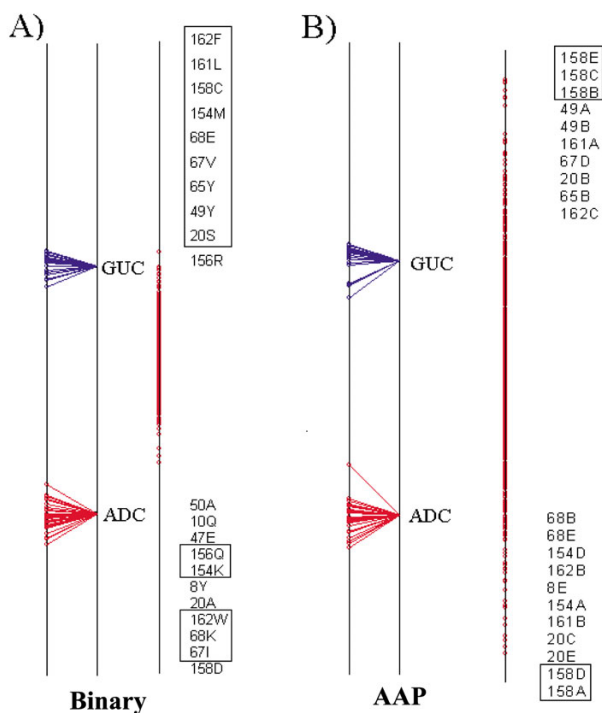 A)
162F
161L
158C
154M
68E
67V
65Y
49Y
20S
156R
GUC
ADC
50A
10Q
47E
156Q
154K
8Y
20A
162W
68K
67I
158D
Binary
B)
158E
158C
158B
49A
49B
161A
67D
20B
65B
162C
GUC
ADC
68B
68E
154D
162B
8E
154A
161B
20C
20E
158D
158A
AAP